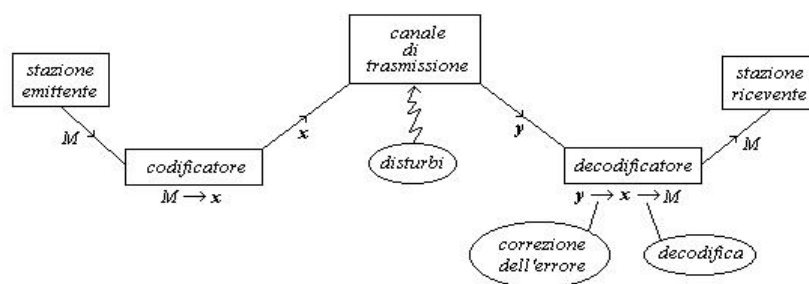 stazione
emittente
M
codificatore
M → x
x
canale
di
trasmissione
disturbi
y
decodificatore
y → x → M
correzione
dell'errore
decodifica
M
stazione
ricevente